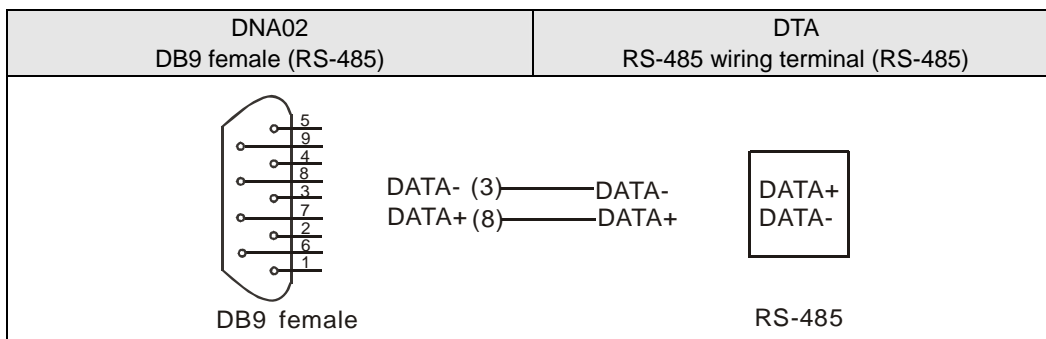 DNA02
DB9 female (RS-485)
DTA
RS-485 wiring terminal (RS-485)
5
9
4
8
3
7
2
6
1
DATA- (3) DATA-
DATA+ (8) DATA+
DATA+
DATA-
DB9 female
RS-485